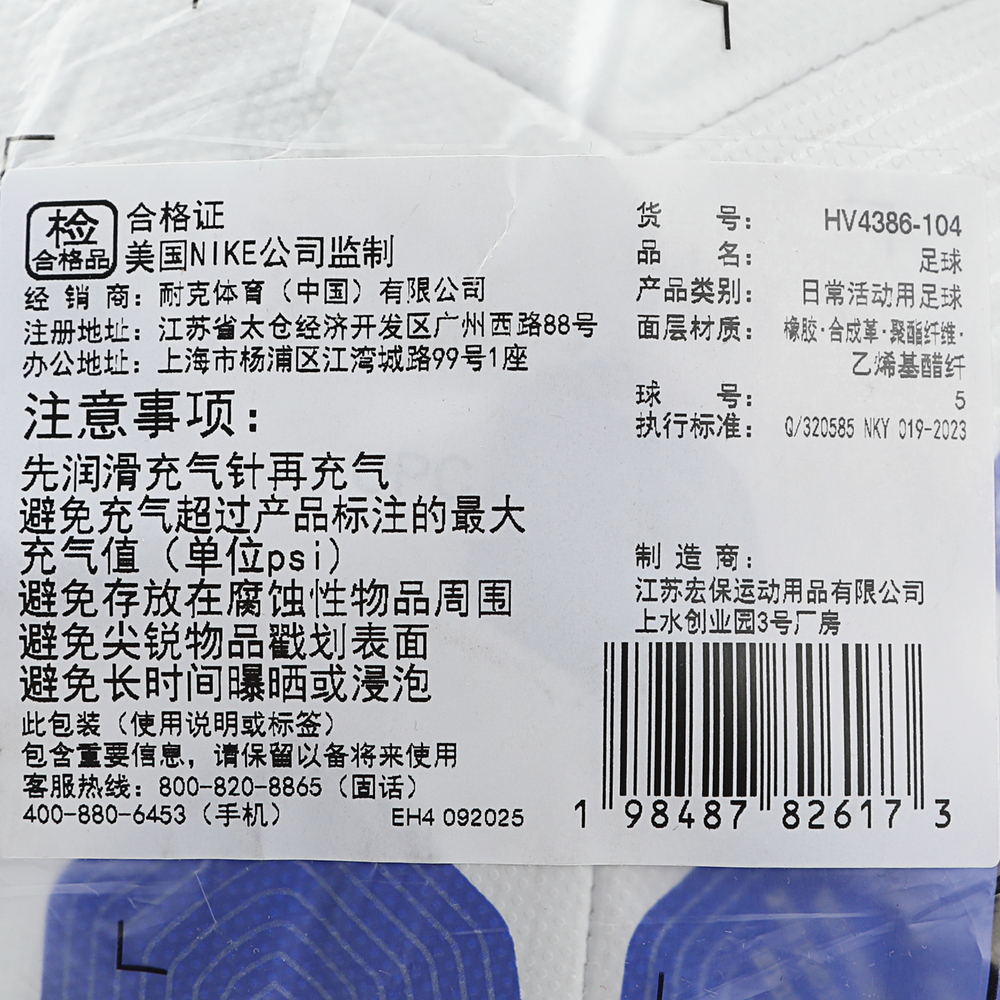 检
合格品
合格证
美国NIKE公司监制
经销商：耐克体育（中国）有限公司
注册地址：江苏省太仓经济开发区广州西路88号
办公地址：上海市杨浦区江湾城路99号1座
注意事项：
先润滑充气针再充气
避免充气超过产品标注的最大
充气值（单位psi）
避免存放在腐蚀性物品周围
避免尖锐物品戳划表面
避免长时间曝晒或浸泡
此包装（使用说明或标签）
包含重要信息，请保留以备将来使用
客服热线：800-820-8865（固话）
400-880-6453（手机）
EH4 092025
货号：HV4386-104
品名：足球
产品类别：日常活动用足球
面层材质：橡胶·合成革·聚酯纤维·
乙烯基醋纤
球号：5
执行标准：Q/320585 NKY 019-2023
制造商：
江苏宏保运动用品有限公司
上水创业园3号厂房
1 98487 82617 3